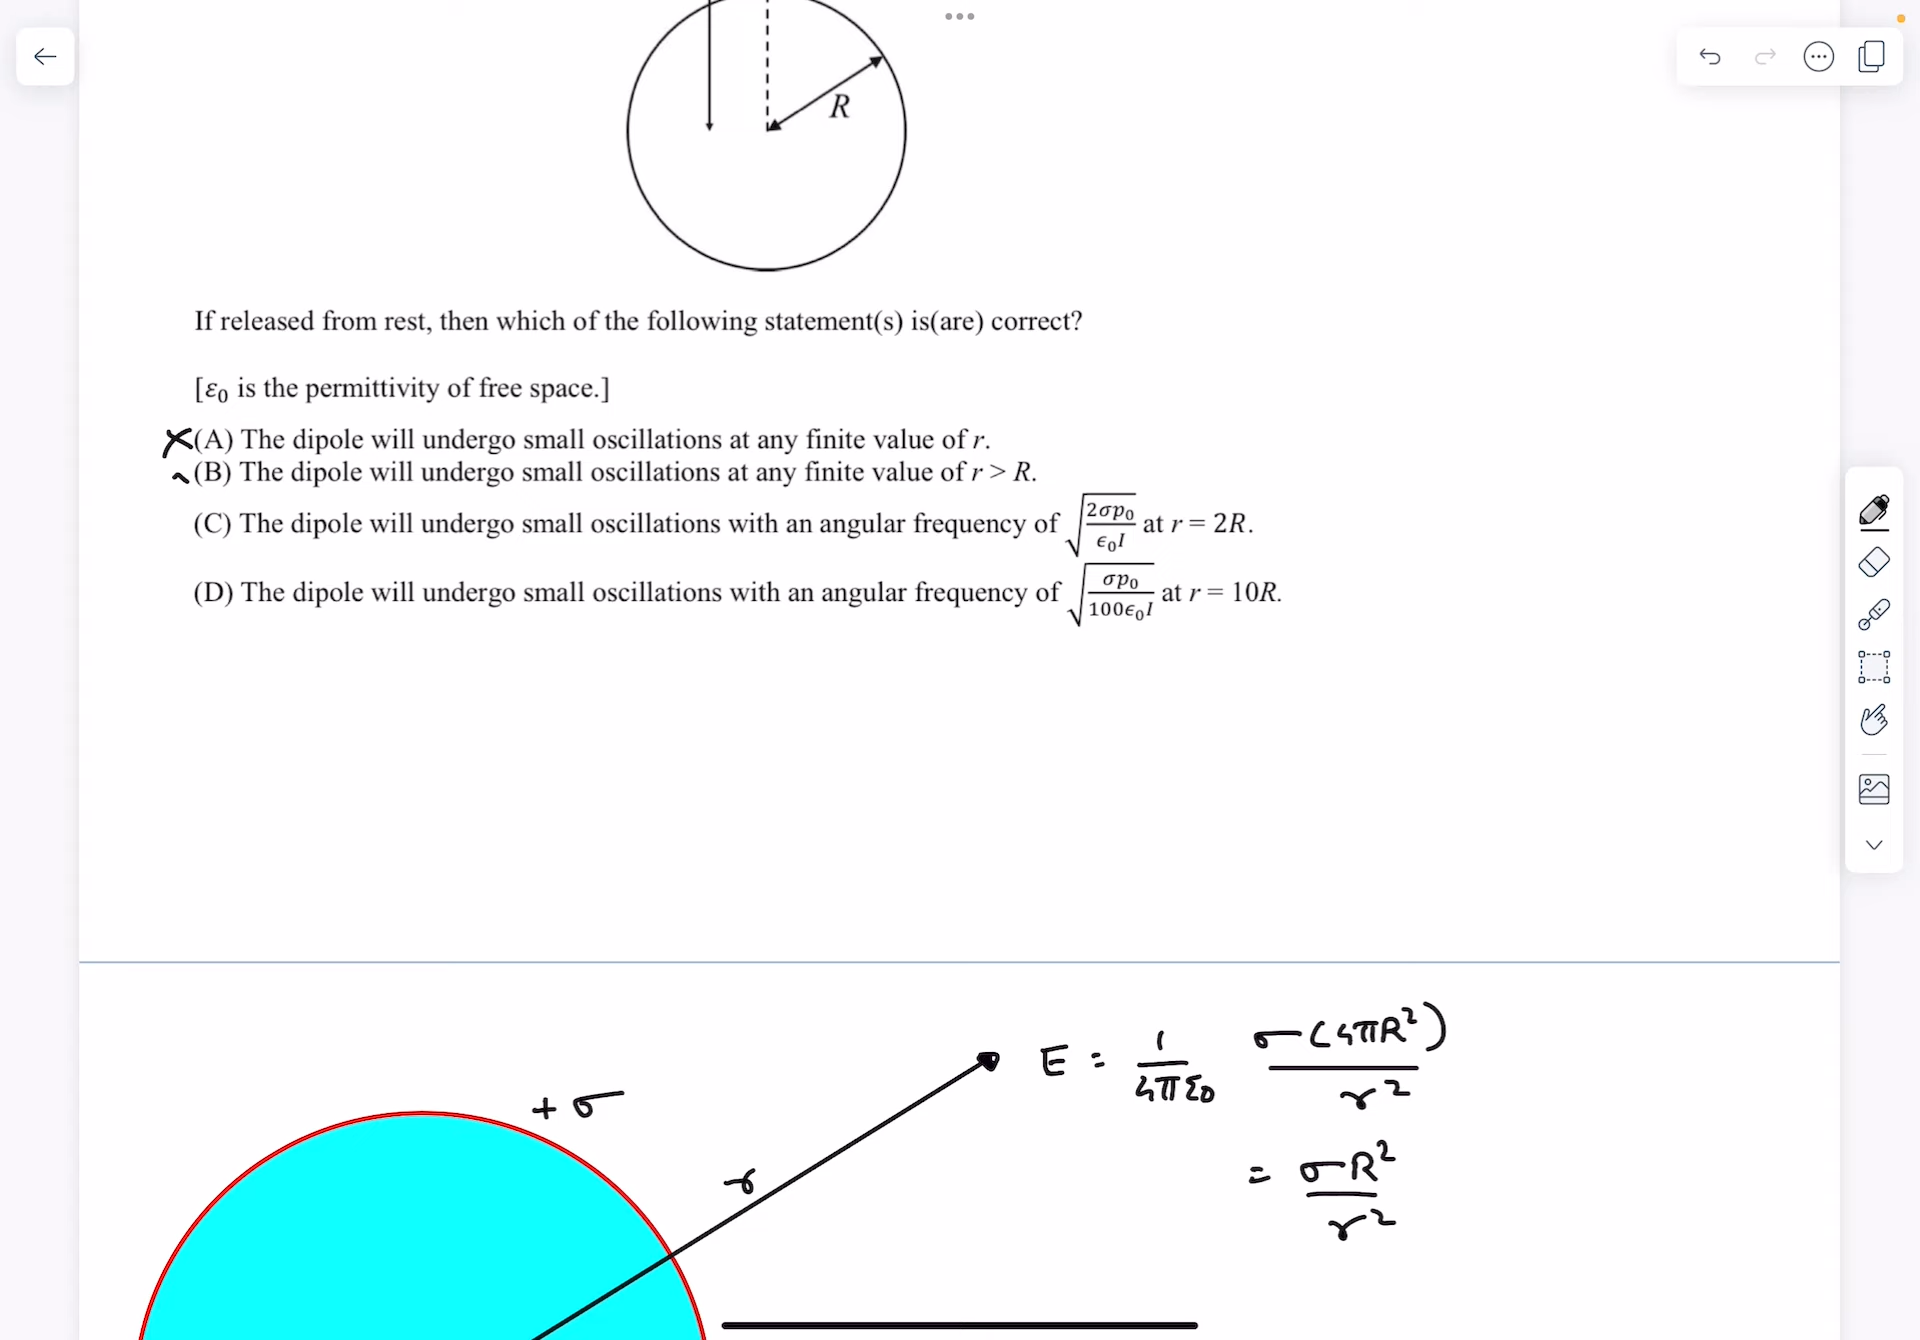 R
If released from rest, then which of the following statement(s) is(are) correct?
[ε₀ is the permittivity of free space.]
(A) The dipole will undergo small oscillations at any finite value of r.
(B) The dipole will undergo small oscillations at any finite value of r > R.
(C) The dipole will undergo small oscillations with an angular frequency of √(2σp₀/ϵ₀I) at r = 2R.
(D) The dipole will undergo small oscillations with an angular frequency of √(σp₀/100ϵ₀I) at r = 10R.
+σ
r
E = 1/4πε₀ σ(4πR²)/r²
= σR²/r²